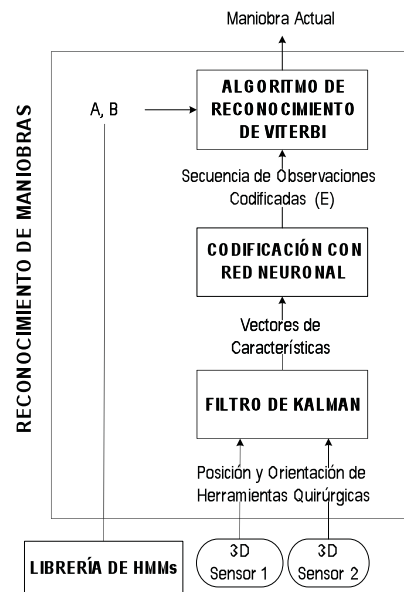 Maniobra Actual
ALGORITMO DE
RECONOCIMIENTO
DE VITERBI
A, B
Secuencia de Observaciones
Codificadas (E)
CODIFICACIÓN CON
RED NEURONAL
Vectores de
Características
FILTRO DE KALMAN
Posición y Orientación de
Herramientas Quirúrgicas
RECONOCIMIENTO DE MANIOBRAS
LIBRERÍA DE HMMs
3D
Sensor 1
3D
Sensor 2